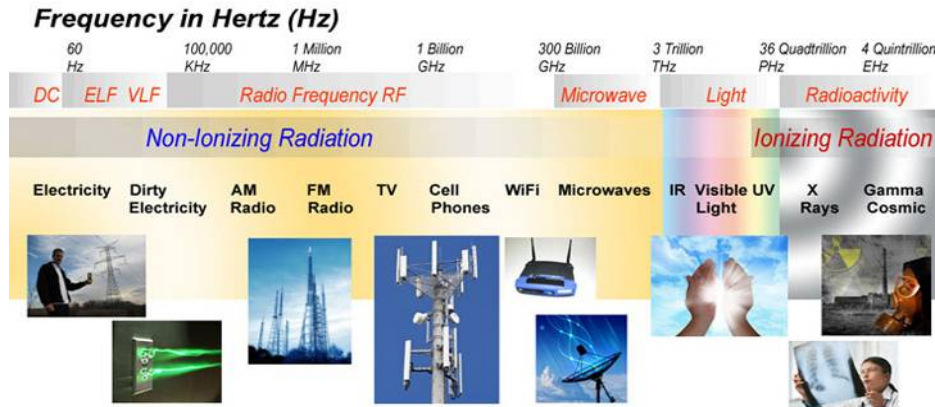 Frequency in Hertz (Hz)
60 100,000 1 Million 1 Billion 300 Billion 3 Trillion 36 Quadtrillion 4 Quintrillion
Hz KHz MHz GHz GHz THz PHz EHz
DC ELF VLF Radio Frequency RF Microwave Light Radioactivity
Non-Ionizing Radiation Ionizing Radiation
Electricity Dirty AM FM TV Cell WiFi Microwaves IR Visible UV X Gamma
Electricity Radio Radio Phones Light Rays Cosmic